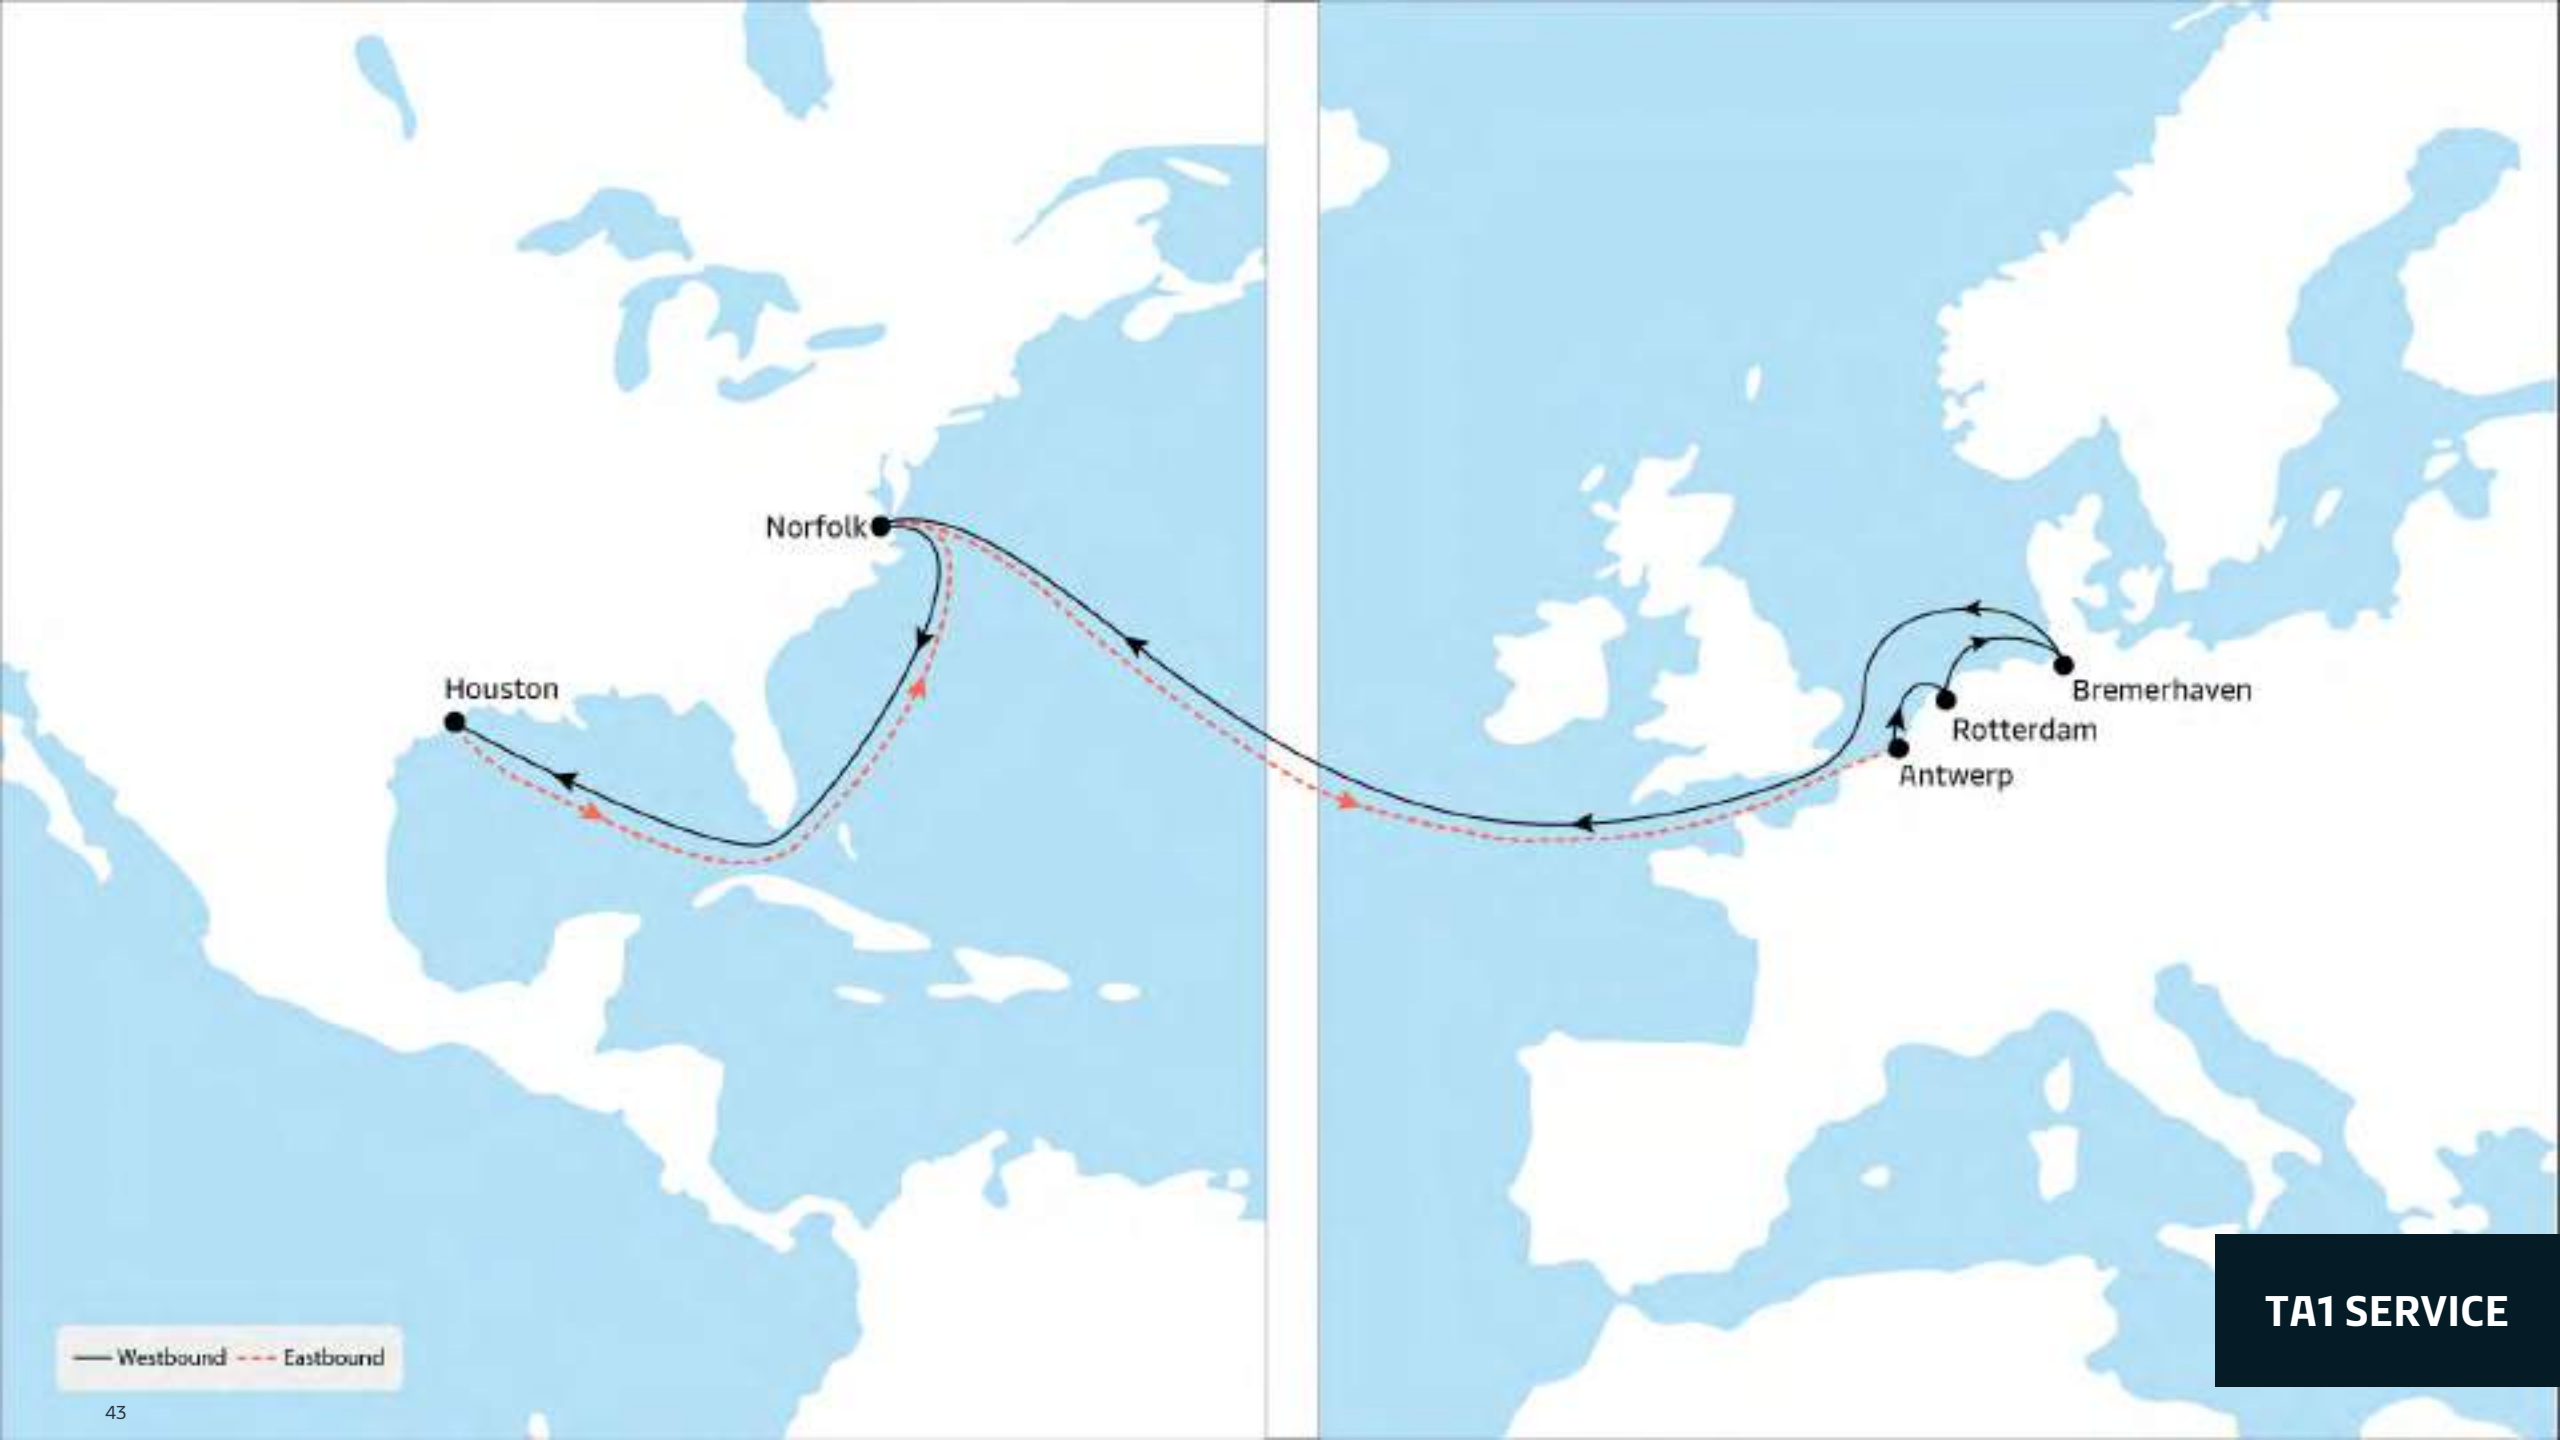 Norfolk
Houston
Bremerhaven
Rotterdam
Antwerp
TA1 SERVICE
Westbound
Eastbound
43